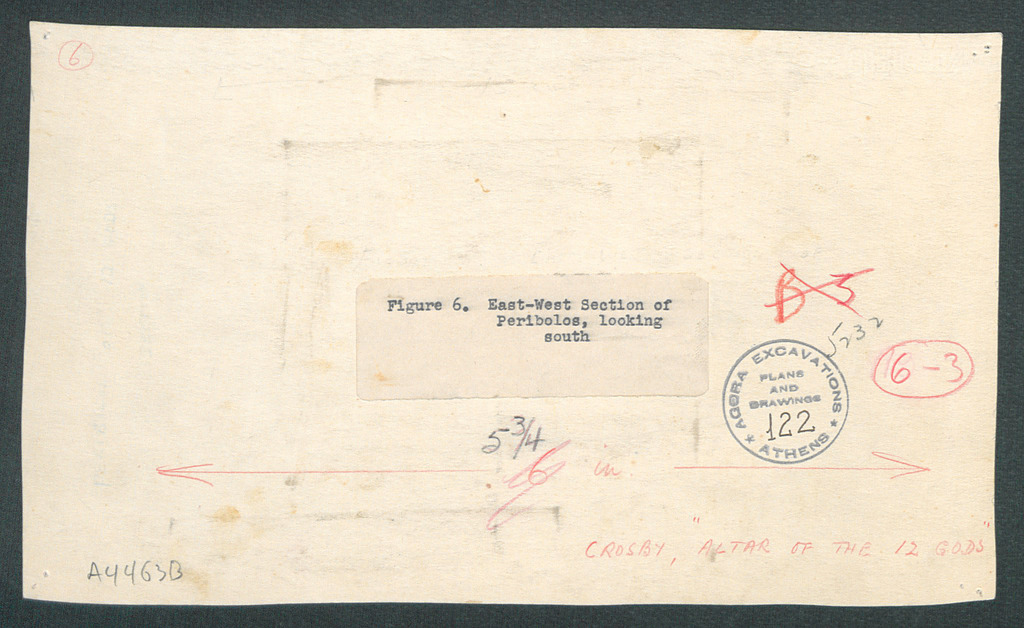 6
Figure 6. East-West Section of
Peribolos, looking
south
B-3
5232
AGORA EXCAVATIONS
PLANS
AND
DRAWINGS
122
ATHENS
6-3
5 3/4
6 in
CROSBY, "ALTAR OF THE 12 GODS"
A4463B